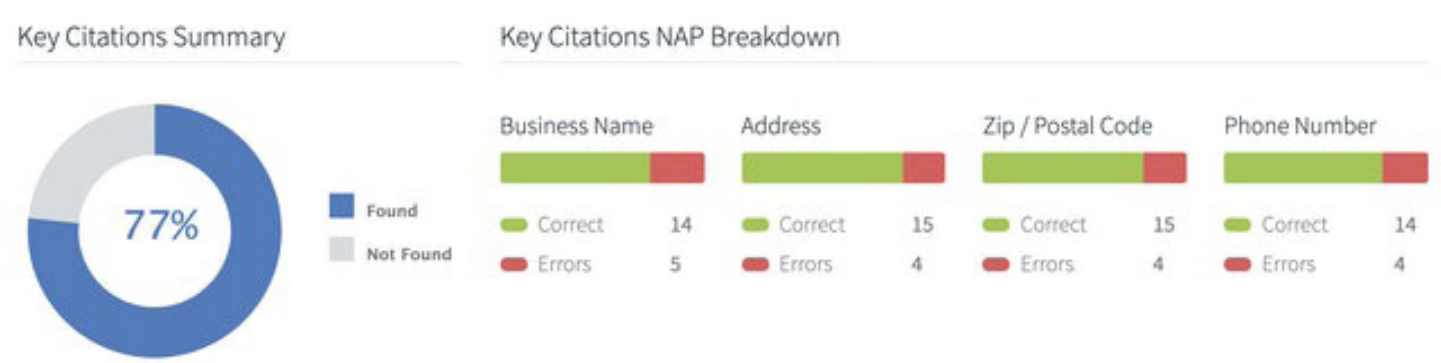 Key Citations Summary
77%
Found
Not Found
Key Citations NAP Breakdown
Business Name
Correct 14
Errors 5
Address
Correct 15
Errors 4
Zip / Postal Code
Correct 15
Errors 4
Phone Number
Correct 14
Errors 4